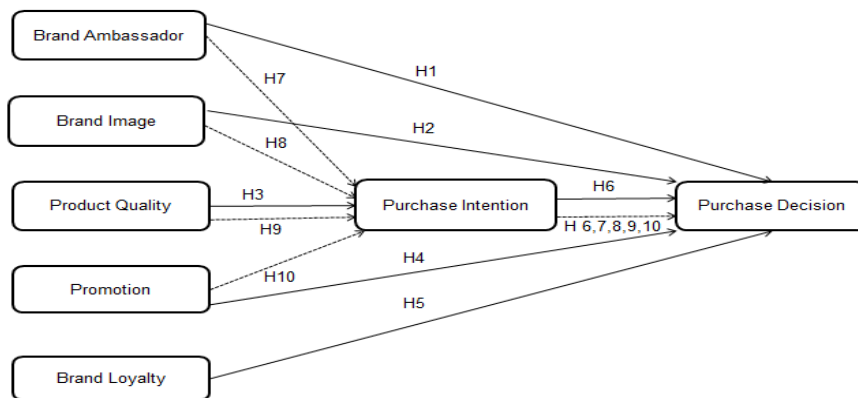 Brand Ambassador
H1
H7
Brand Image
H2
H8
Product Quality
H3
Purchase Intention
H6
Purchase Decision
H9
H 6,7,8,9,10
H4
H10
Promotion
H5
Brand Loyalty